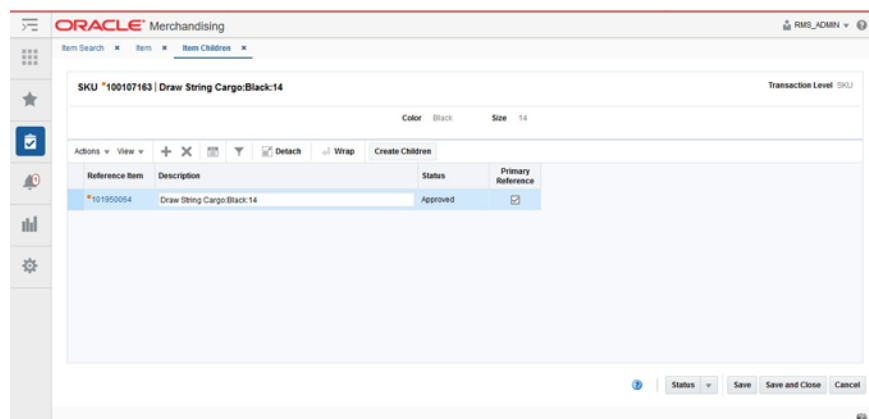 ORACLE® Merchandising
RMS_ADMIN
Item Search
Item
Item Children
SKU *100107163 | Draw String Cargo:Black:14
Transaction Level SKU
Color Black Size 14
Actions View Detach Wrap Create Children
Reference Item Description Status Primary Reference
*101950064 Draw String Cargo:Black:14 Approved
Status Save Save and Close Cancel